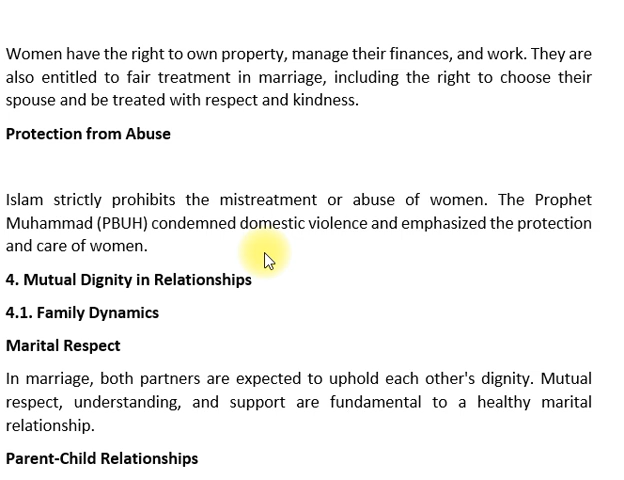 Women have the right to own property, manage their finances, and work. They are
also entitled to fair treatment in marriage, including the right to choose their
spouse and be treated with respect and kindness.
Protection from Abuse
Islam strictly prohibits the mistreatment or abuse of women. The Prophet
Muhammad (PBUH) condemned domestic violence and emphasized the protection
and care of women.
4. Mutual Dignity in Relationships
4.1. Family Dynamics
Marital Respect
In marriage, both partners are expected to uphold each other's dignity. Mutual
respect, understanding, and support are fundamental to a healthy marital
relationship.
Parent-Child Relationships